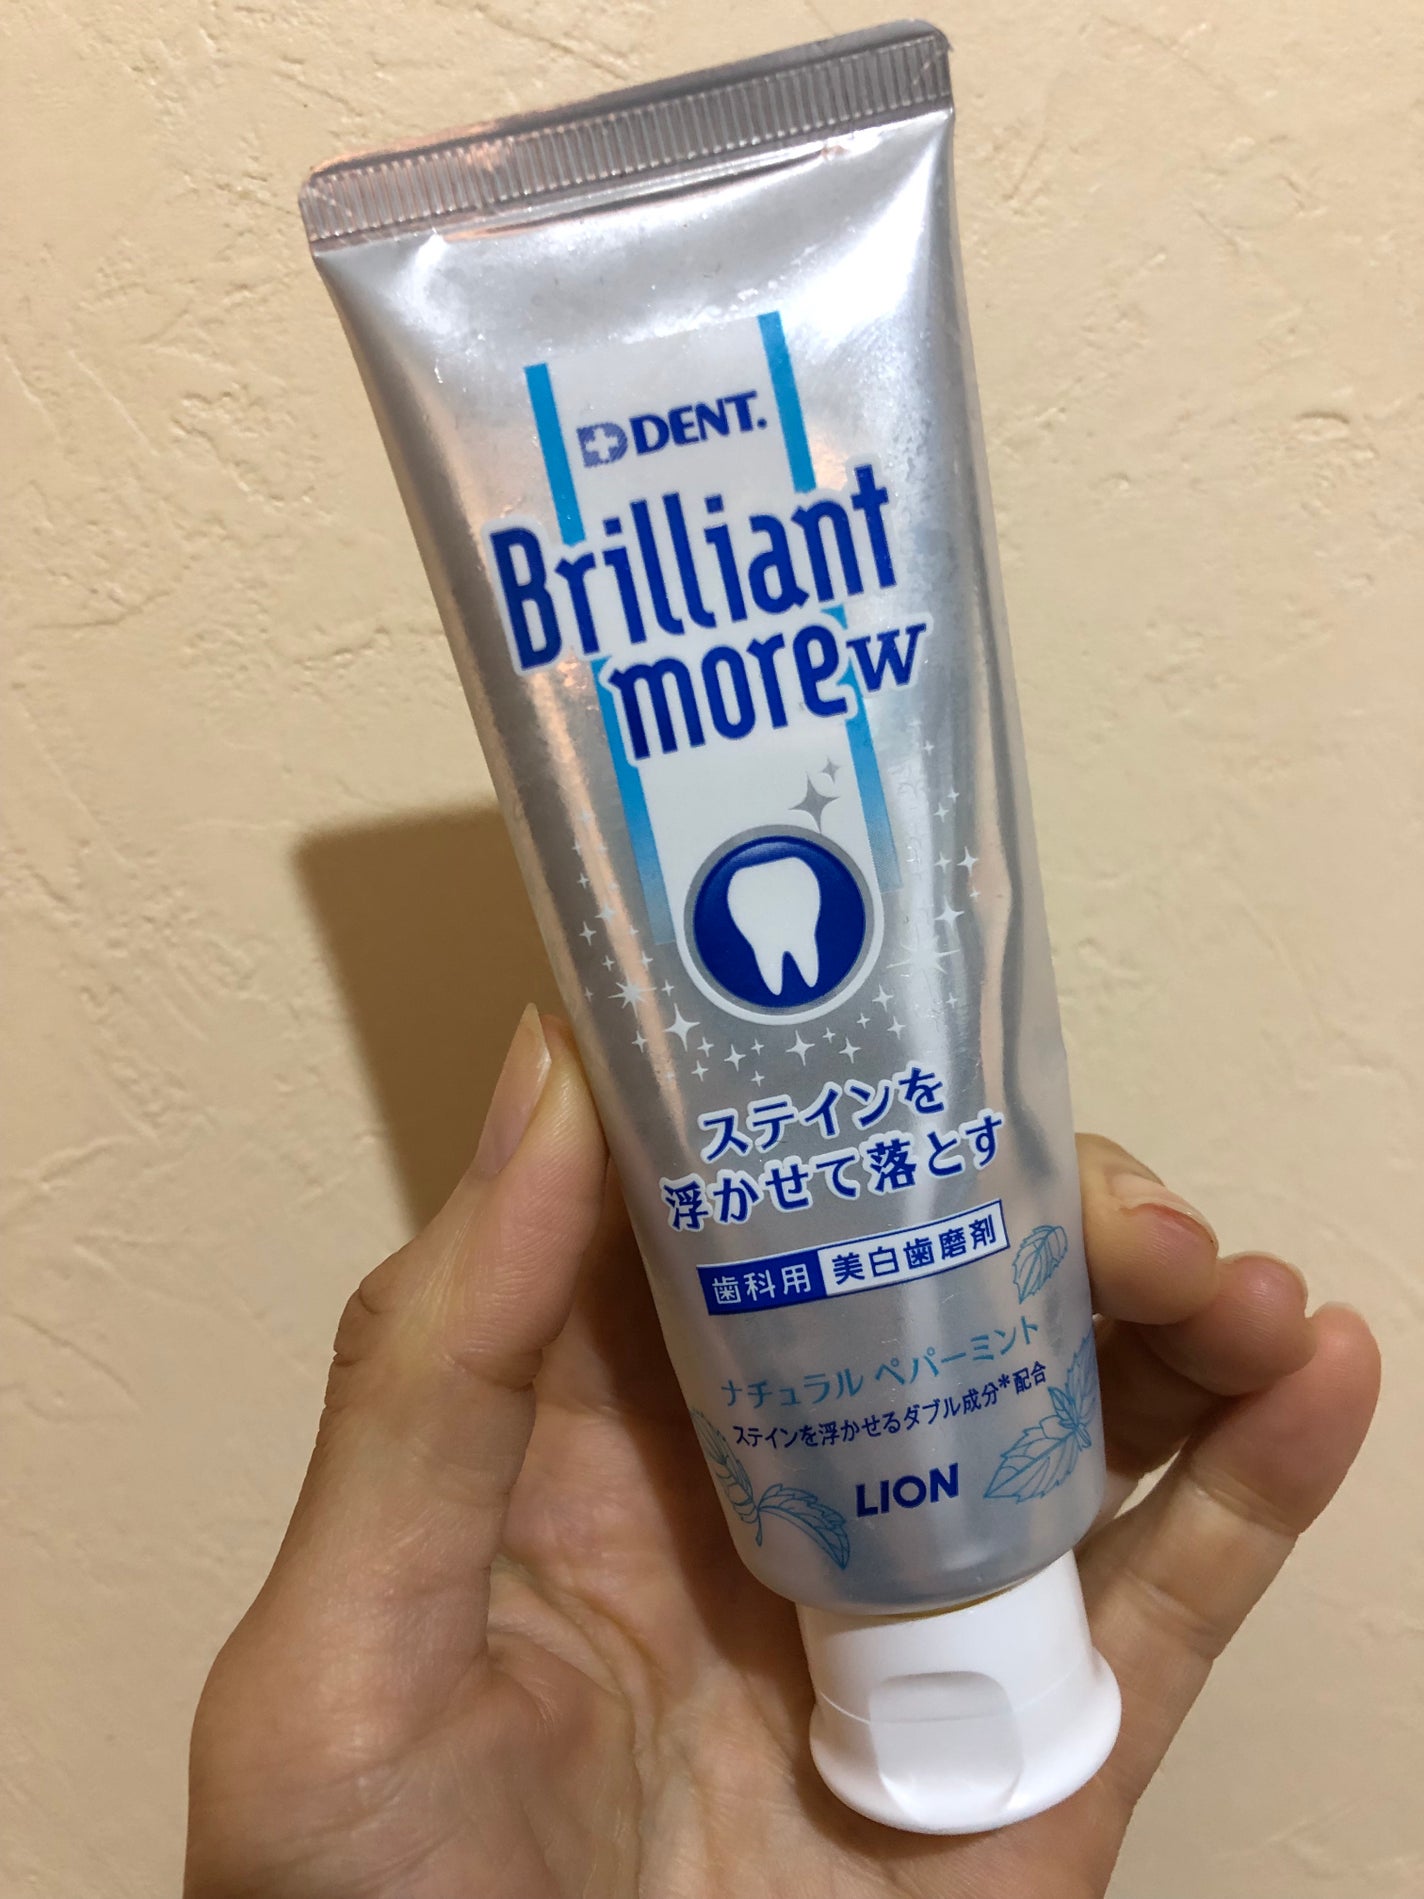 DENT.
Brilliant
more W
ステインを
浮かせて落とす
歯科用 美白歯磨剤
ナチュラル ペパーミント
ステインを浮かせるダブル成分*配合
LION